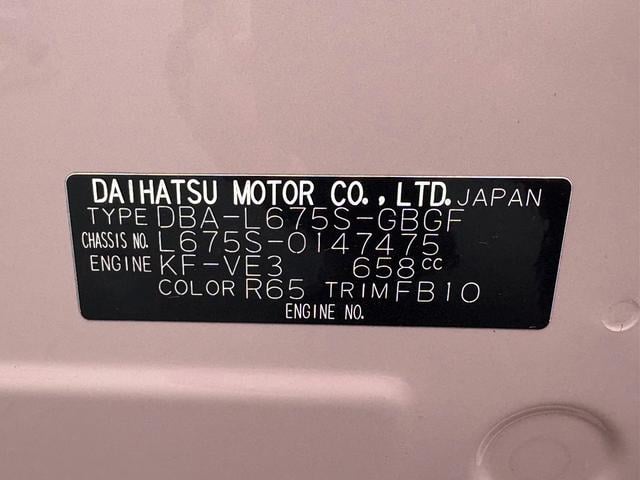 DAIHATSU MOTOR CO.,LTD. JAPAN
TYPE DBA-L675S-GBGF
CHASSIS NO. L675S-0147475
ENGINE KF-VE3 658cc
COLOR R65 TRIM FB10
ENGINE NO.